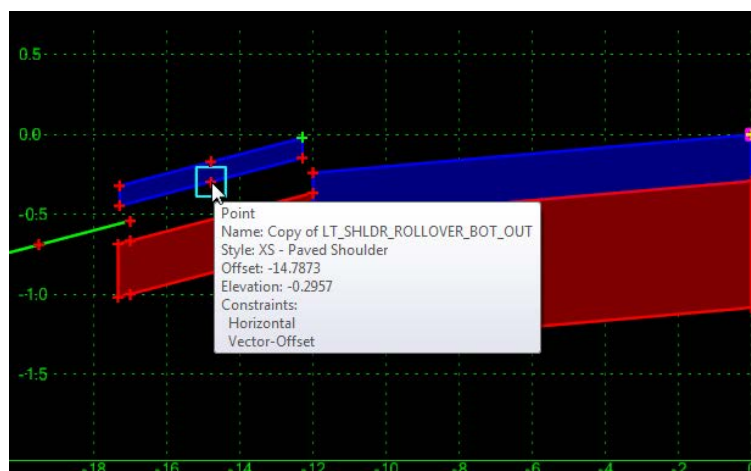 0.5
0.0
-0.5
Point
Name: Copy of LT_SHLDR_ROLLOVER_BOT_OUT
Style: XS - Paved Shoulder
Offset: -14.7873
Elevation: -0.2957
Constraints:
Horizontal
Vector-Offset
-1.0
-1.5
-18 -16 -14 -12 -10 -8 -6 -4 -2